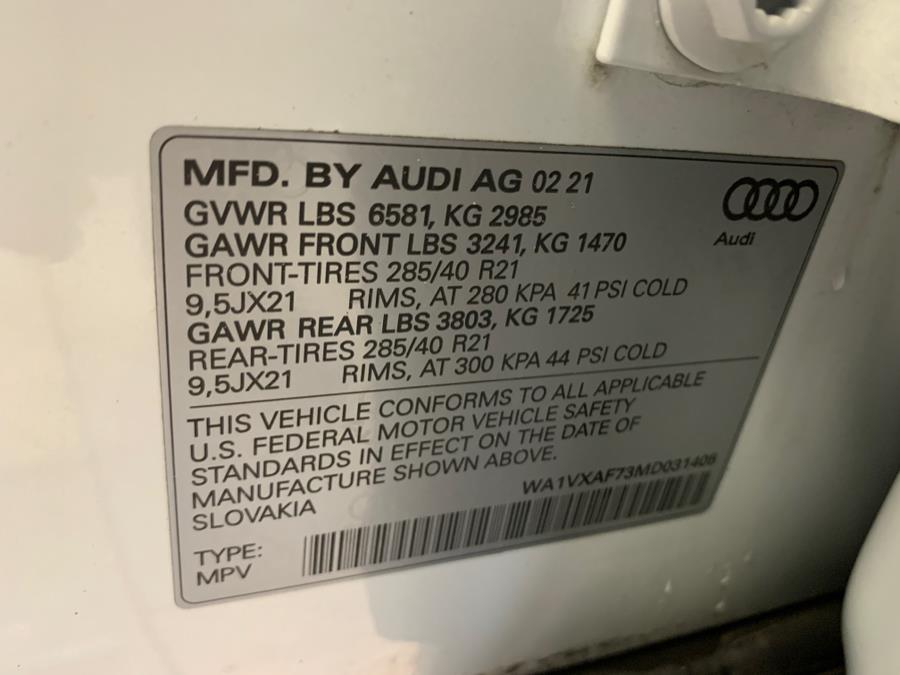 MFD. BY AUDI AG 02 21
GVWR LBS 6581, KG 2985
GAWR FRONT LBS 3241, KG 1470
FRONT-TIRES 285/40 R21
9,5JX21 RIMS, AT 280 KPA 41 PSI COLD
GAWR REAR LBS 3803, KG 1725
REAR-TIRES 285/40 R21
9,5JX21 RIMS, AT 300 KPA 44 PSI COLD
Audi
THIS VEHICLE CONFORMS TO ALL APPLICABLE
U.S. FEDERAL MOTOR VEHICLE SAFETY
STANDARDS IN EFFECT ON THE DATE OF
MANUFACTURE SHOWN ABOVE.
SLOVAKIA
WA1VXAF73MD031406
TYPE:
MPV